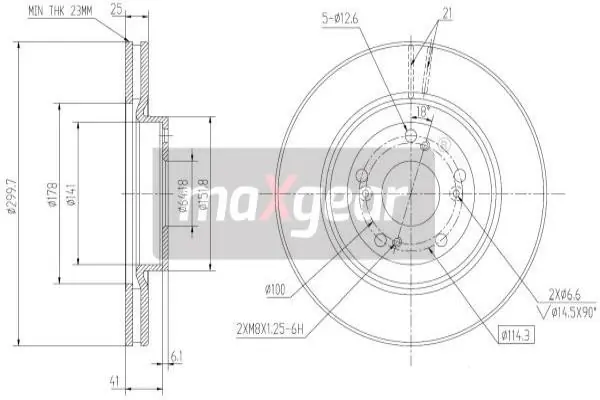 MIN THK 23MM
25
5-Ø12.6
21
18°
Ø299.7
Ø178
Ø141
Ø64.18
Ø151.8
maxgear
Ø100
2XM8X1.25-6H
2XØ6.6
Ø14.5X90°
Ø114.3
6.1
41